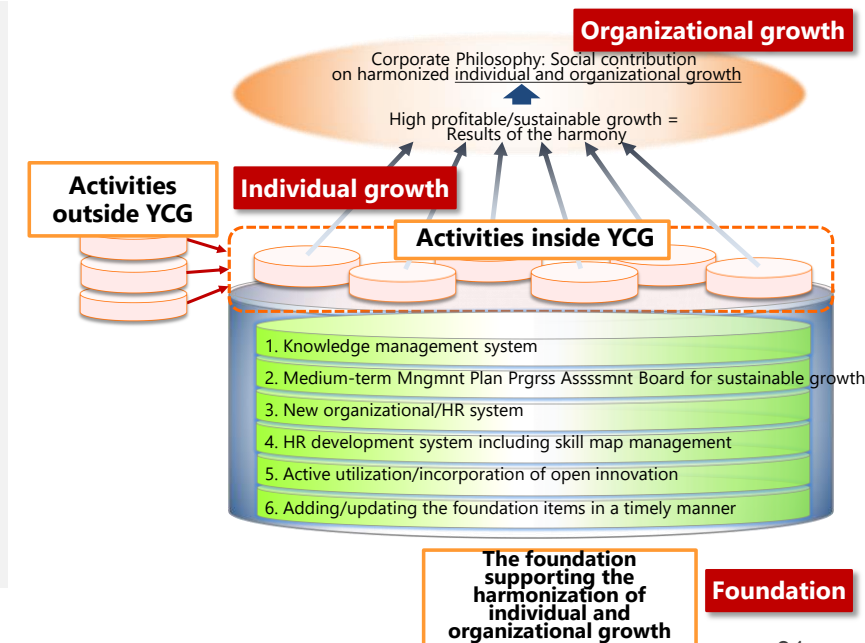 Organizational growth
Corporate Philosophy: Social contribution
on harmonized individual and organizational growth
High profitable/sustainable growth =
Results of the harmony
Activities
outside YCG
Individual growth
Activities inside YCG
1. Knowledge management system
2. Medium-term Mngmnt Plan Prgrss Assssmnt Board for sustainable growth
3. New organizational/HR system
4. HR development system including skill map management
5. Active utilization/incorporation of open innovation
6. Adding/updating the foundation items in a timely manner
The foundation
supporting the
harmonization of
individual and
organizational growth
Foundation